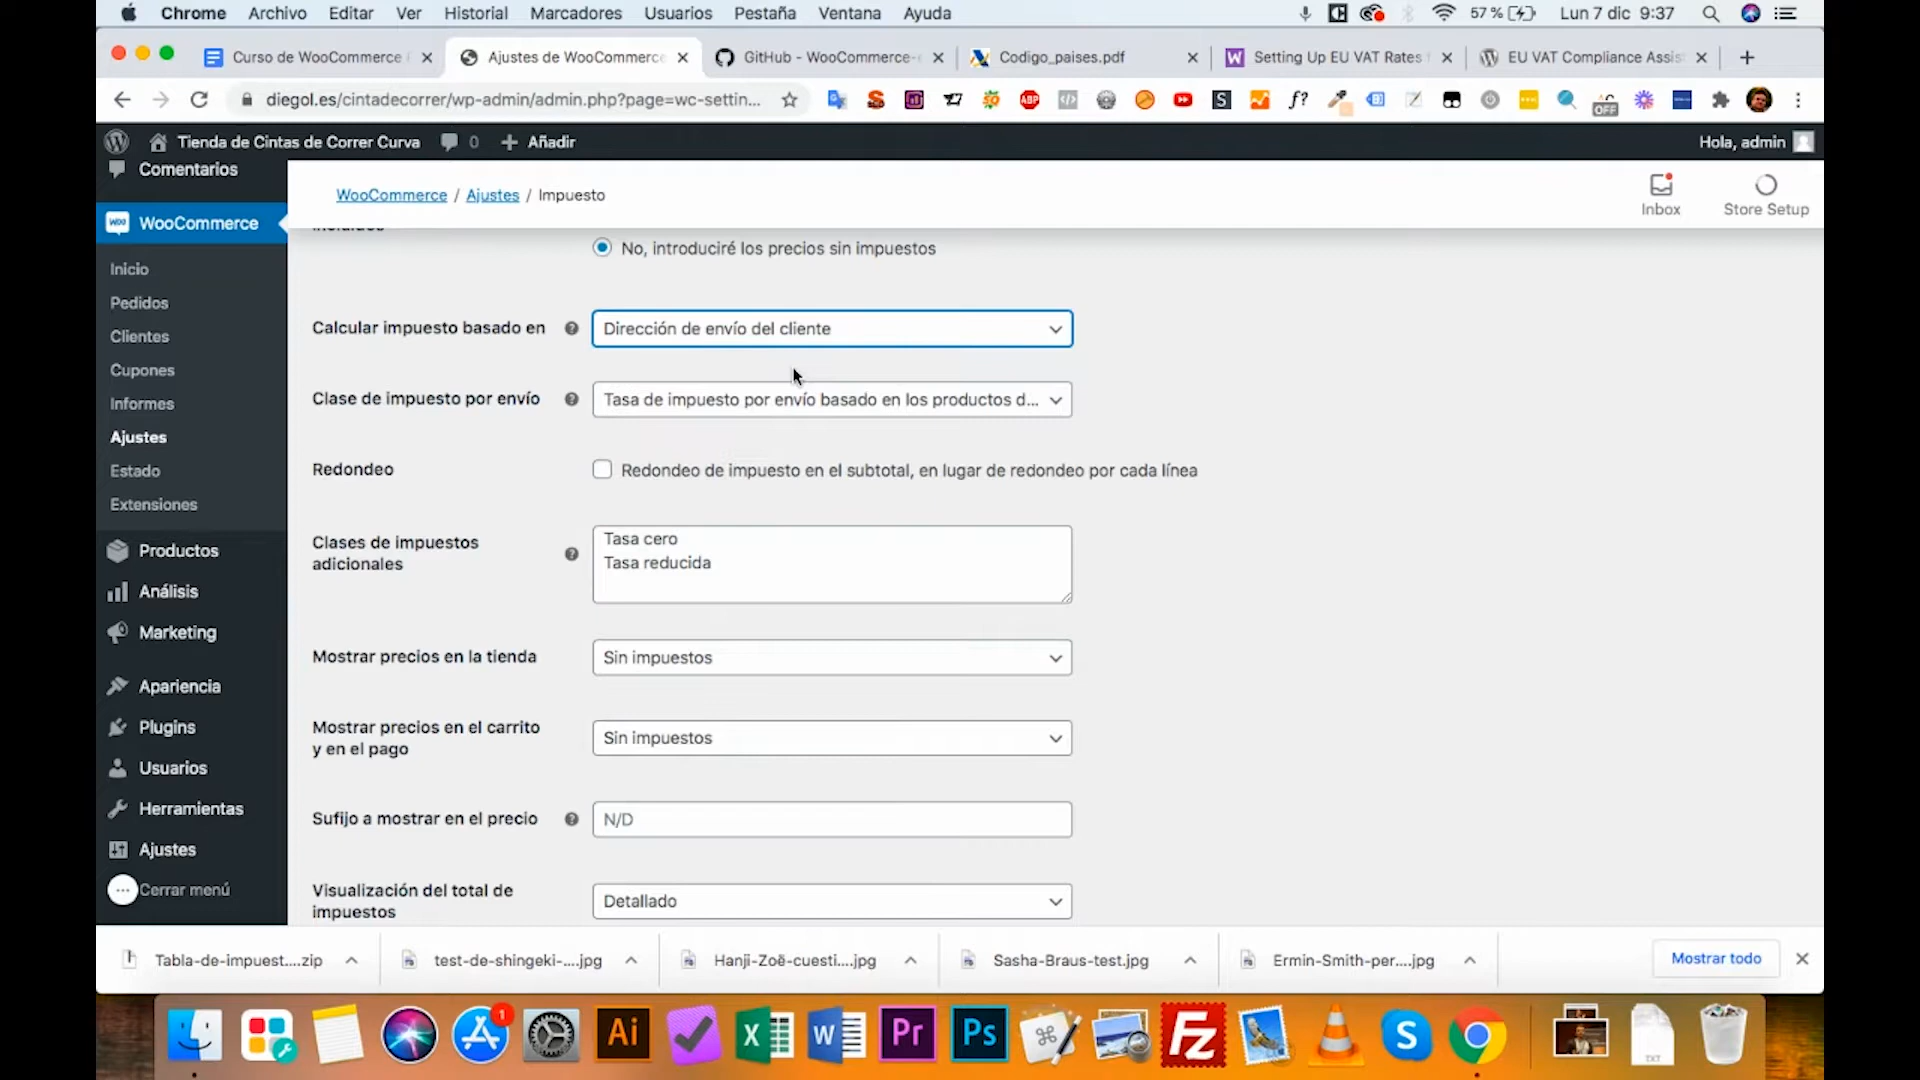 Chrome Archivo Editar Ver Historial Marcadores Usuarios Pestaña Ventana Ayuda 57 % Lun 7 dic 9:37
Curso de WooCommerce Ajustes de WooCommerce GitHub - WooCommerce- Codigo_paises.pdf Setting Up EU VAT Rates EU VAT Compliance Assis
diegol.es/cintadecorrer/wp-admin/admin.php?page=wc-settin... ABP S f? OFF
Tienda de Cintas de Correr Curva 0 + Añadir Hola, admin
Comentarios
WooCommerce / Ajustes / Impuesto
Inbox
Store Setup
WooCommerce
Inicio
Pedidos
Clientes
Cupones
Informes
Ajustes
Estado
Extensiones
Productos
Análisis
Marketing
Apariencia
Plugins
Usuarios
Herramientas
Ajustes
Cerrar menú
No, introduciré los precios sin impuestos
Calcular impuesto basado en
Dirección de envío del cliente
Clase de impuesto por envío
Tasa de impuesto por envío basado en los productos d...
Redondeo
Redondeo de impuesto en el subtotal, en lugar de redondeo por cada línea
Clases de impuestos
adicionales
Tasa cero
Tasa reducida
Mostrar precios en la tienda
Sin impuestos
Mostrar precios en el carrito
y en el pago
Sin impuestos
Sufijo a mostrar en el precio
N/D
Visualización del total de
impuestos
Detallado
Tabla-de-impuest....zip test-de-shingeki-....jpg Hanji-Zoë-cuesti....jpg Sasha-Braus-test.jpg Ermin-Smith-per....jpg Mostrar todo
1 Ai X W Pr Ps Fz S TXT